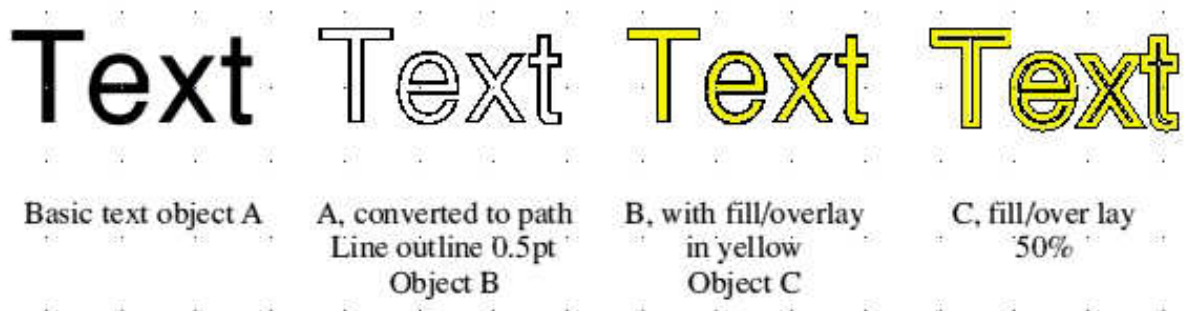 Text Text Text Text
Basic text object A
A, converted to path
Line outline 0.5pt
Object B
B, with fill/overlay
in yellow
Object C
C, fill/over lay
50%